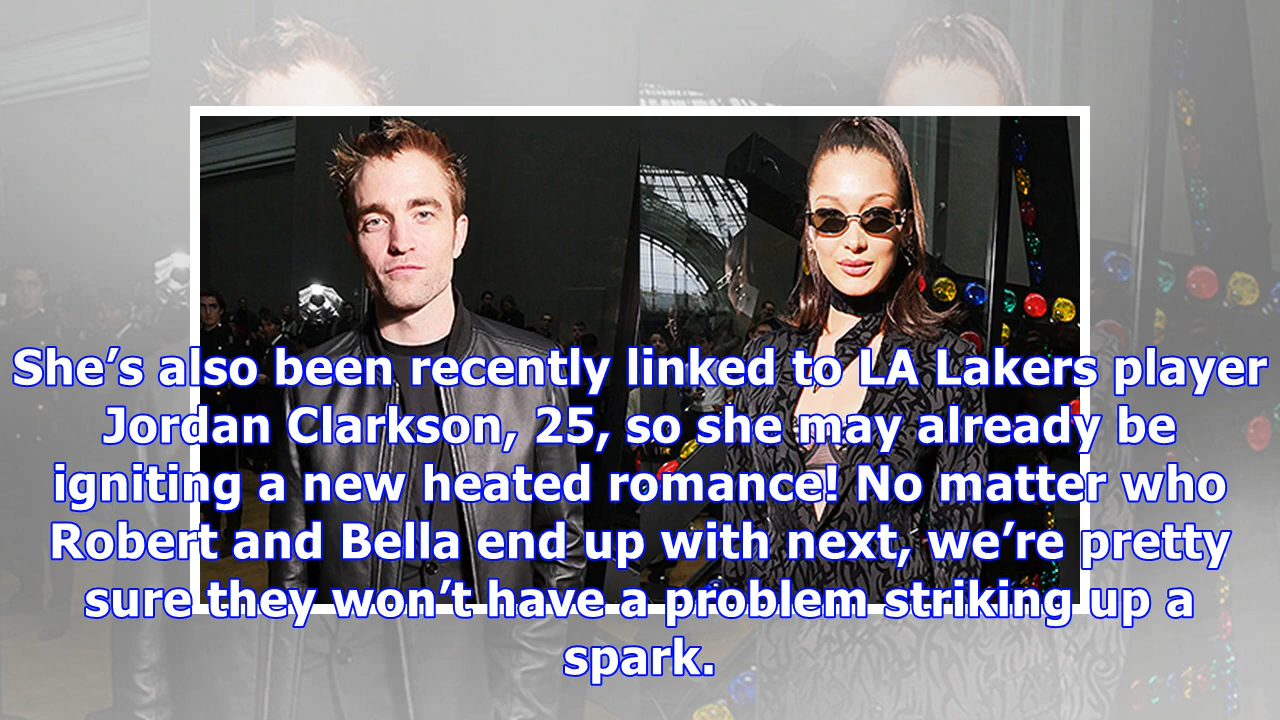 She’s also been recently linked to LA Lakers player
Jordan Clarkson, 25, so she may already be
igniting a new heated romance! No matter who
Robert and Bella end up with next, we’re pretty
sure they won’t have a problem striking up a
spark.